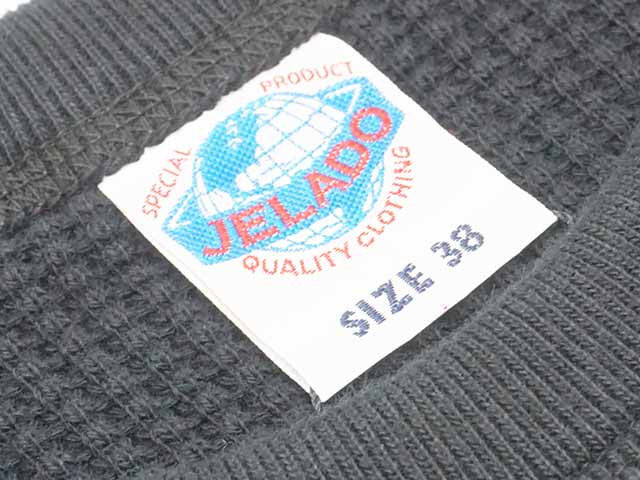 SPECIAL PRODUCT
JELADO
QUALITY CLOTHING
SIZE 38